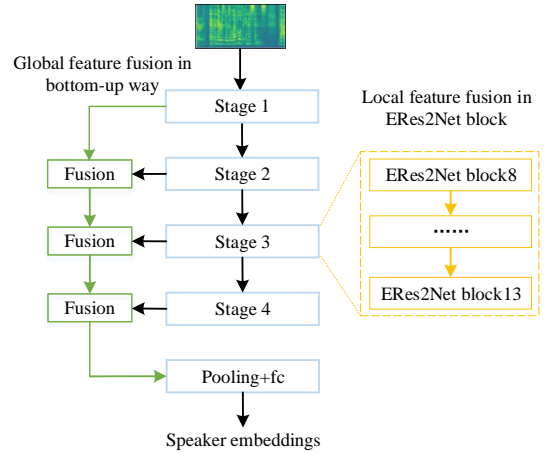 Global feature fusion in
bottom-up way
Stage 1
Local feature fusion in
ERes2Net block
Fusion
Stage 2
ERes2Net block8
Fusion
Stage 3
······
Fusion
Stage 4
ERes2Net block13
Pooling+fc
Speaker embeddings